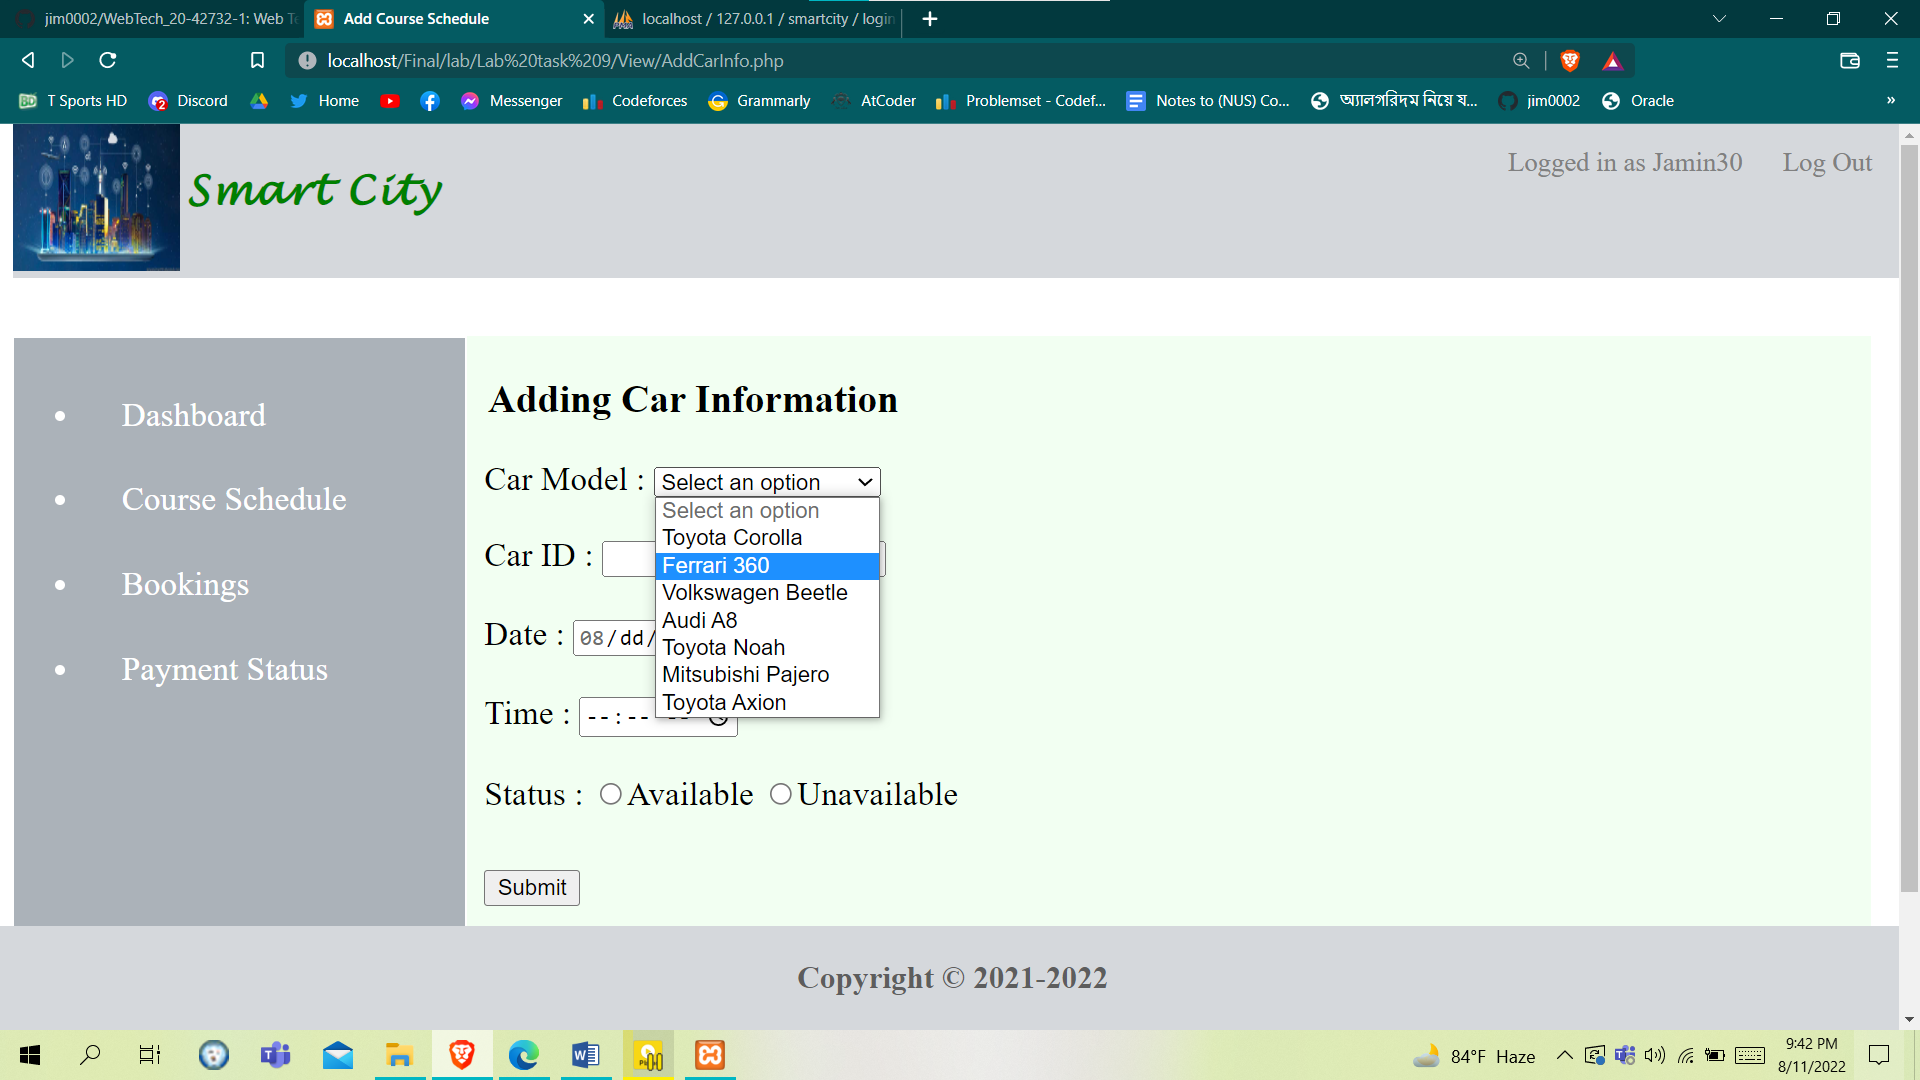 jim0002/WebTech_20-42732-1: Web Te
Add Course Schedule
localhost / 127.0.0.1 / smartcity / login
localhost/Final/lab/Lab%20task%209/View/AddCarInfo.php
T Sports HD
Discord
Home
Messenger
Codeforces
Grammarly
AtCoder
Problemset - Codef...
Notes to (NUS) Co...
অ্যালগরিদম নিয়ে য...
jim0002
Oracle
»
Smart City
Logged in as Jamin30
Log Out
Dashboard
Course Schedule
Bookings
Payment Status
Adding Car Information
Car Model : Select an option
Select an option
Toyota Corolla
Ferrari 360
Volkswagen Beetle
Audi A8
Toyota Noah
Mitsubishi Pajero
Toyota Axion
Car ID :
Date : 08/dd/
Time : --:--
Status : Available Unavailable
Submit
Copyright © 2021-2022
84°F Haze
9:42 PM
8/11/2022